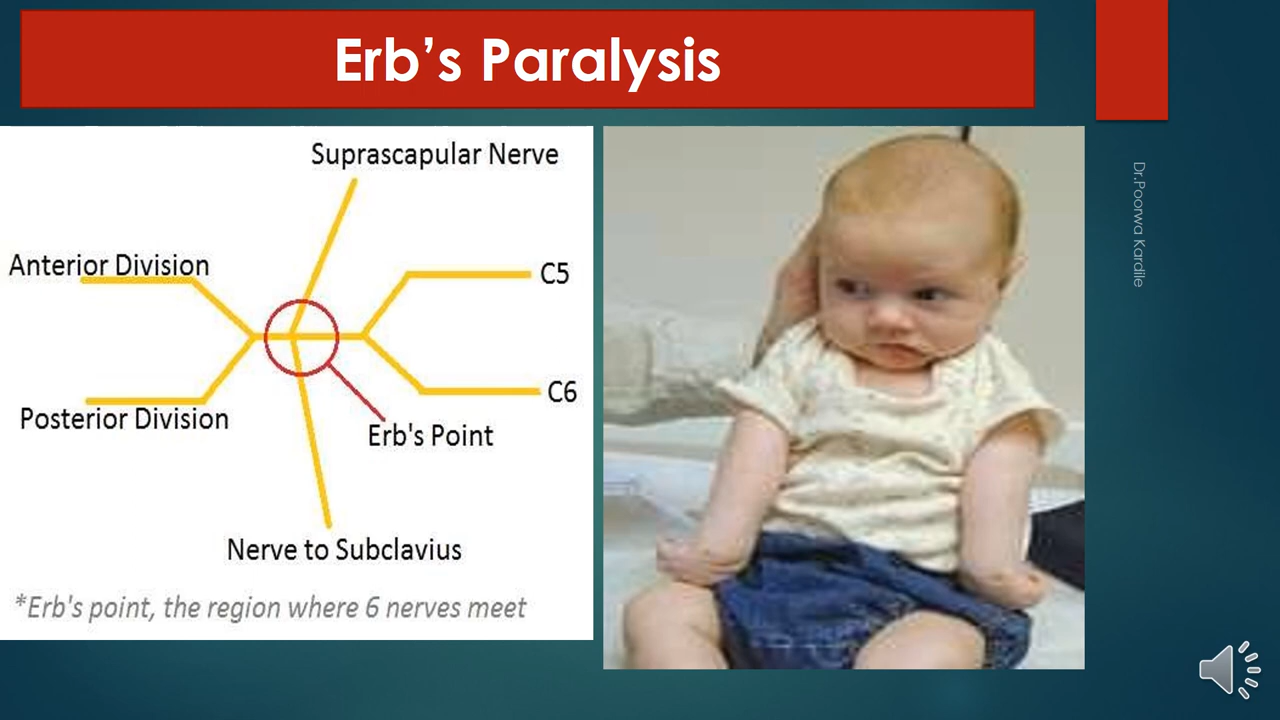 Erb’s Paralysis
Suprascapular Nerve
Anterior Division
C5
C6
Posterior Division
Erb's Point
Nerve to Subclavius
*Erb's point, the region where 6 nerves meet
Dr.Poorwa Kardile